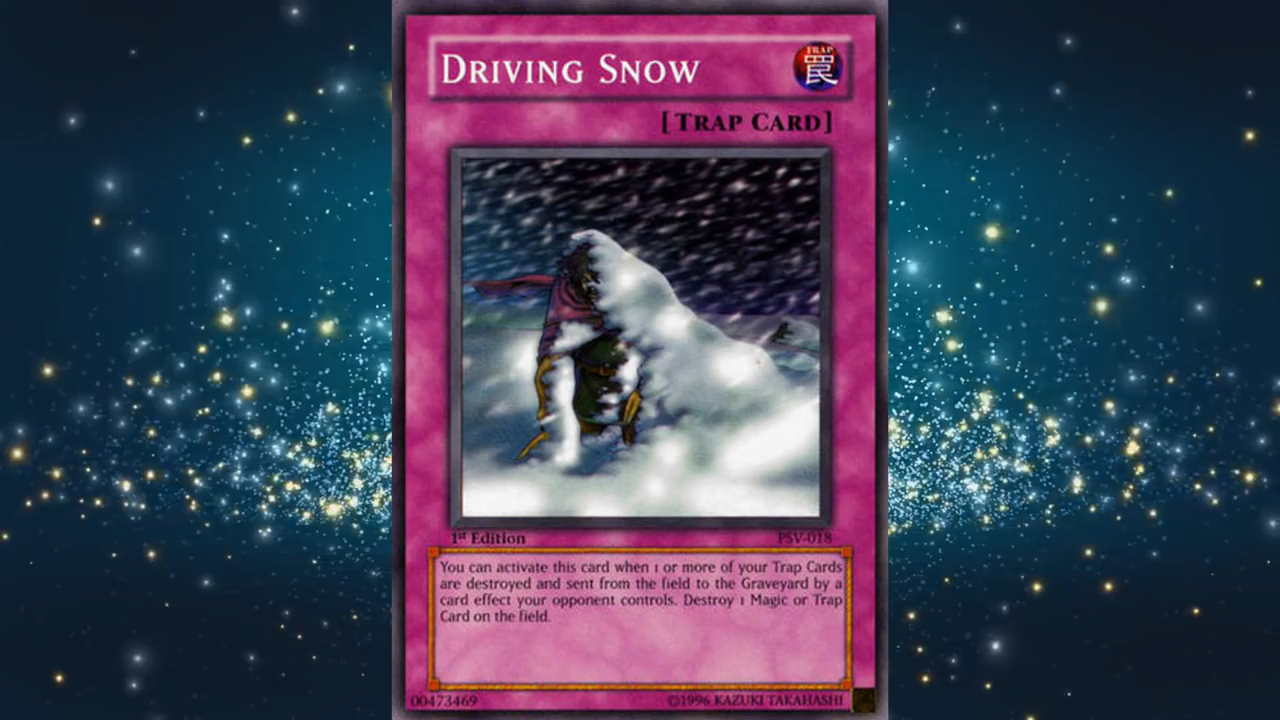 DRIVING SNOW
TRAP
罠
[TRAP CARD]
1st Edition
PSV-018
You can activate this card when 1 or more of your Trap Cards
are destroyed and sent from the field to the Graveyard by a
card effect your opponent controls. Destroy 1 Magic or Trap
Card on the field.
00473469
©1996 KAZUKI TAKAHASHI